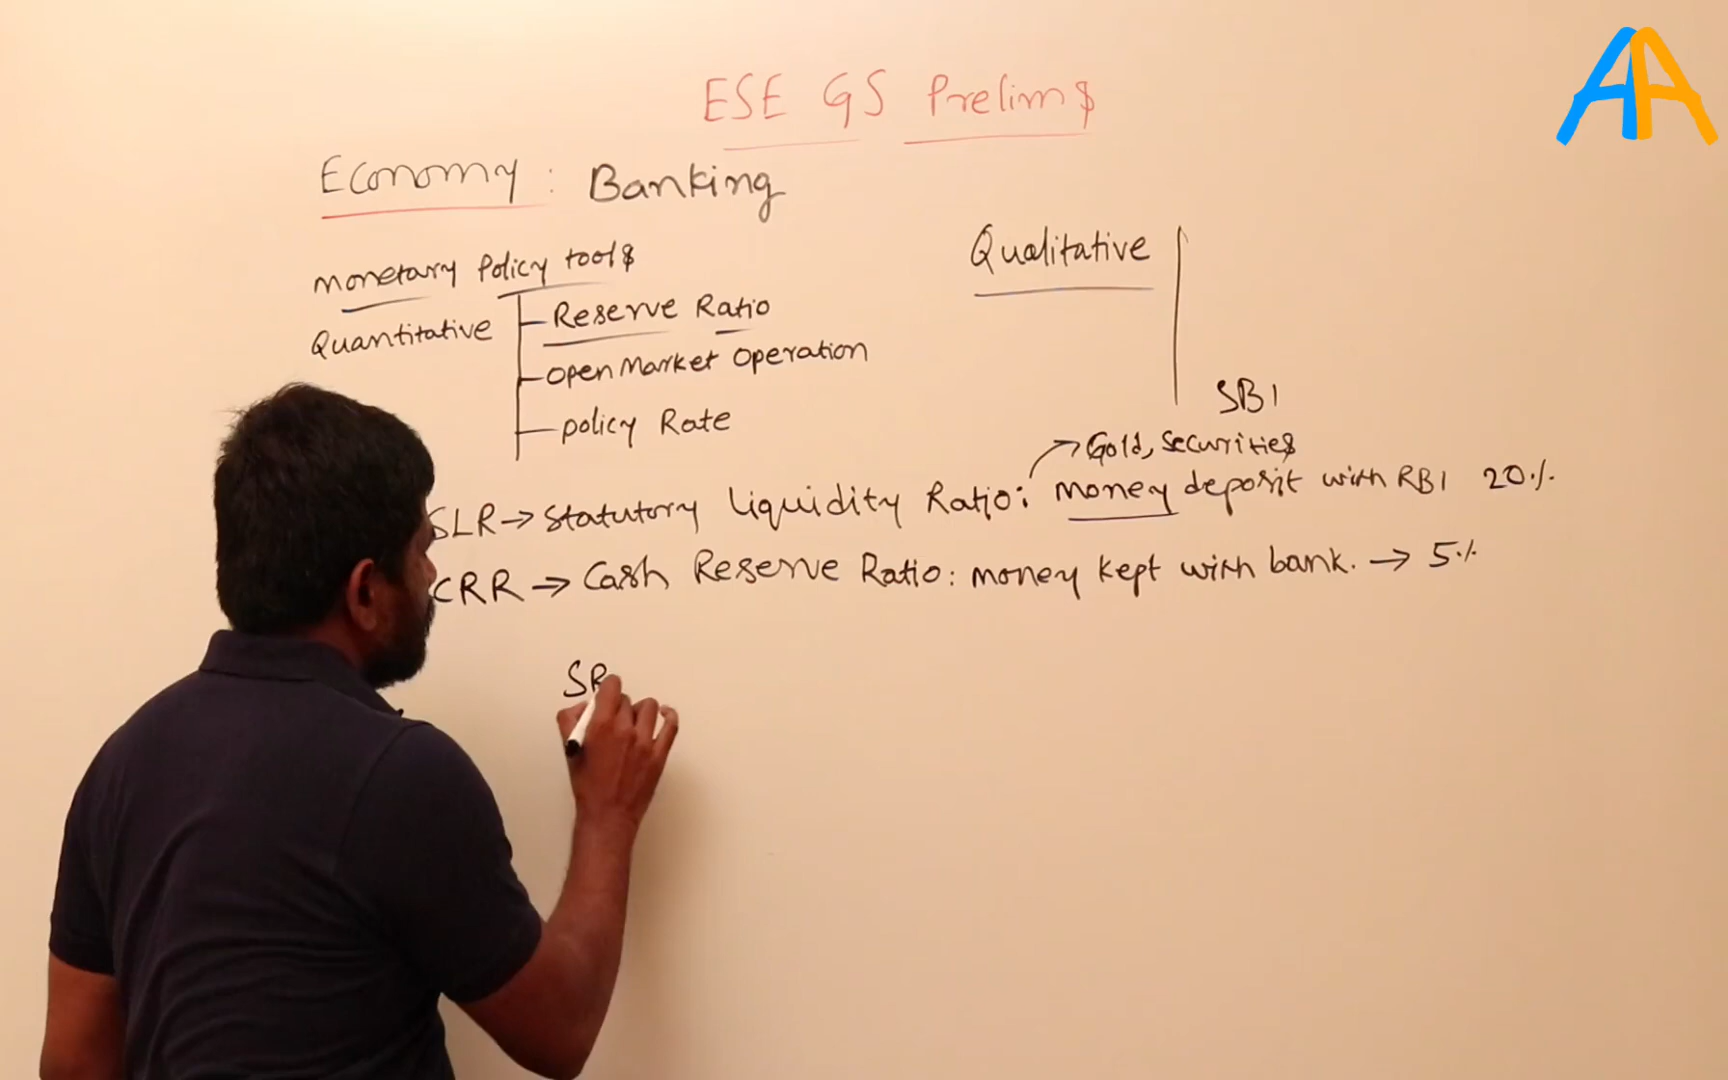 ESE GS Prelims
Economy : Banking
Monetary Policy tools
Quantitative
Reserve Ratio
Open Market Operation
Policy Rate
Qualitative
SBI
Gold, Securities
SLR → Statutory Liquidity Ratio: Money deposit with RBI 20%
CRR → Cash Reserve Ratio: Money kept with bank. → 5%
AA